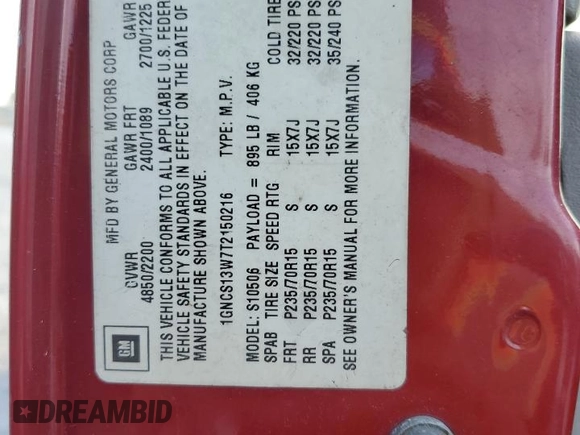 MFD BY GENERAL MOTORS CORP
GVWR GAWR FRT GAWR
4850/2200 2400/1089 2700/1225
THIS VEHICLE CONFORMS TO ALL APPLICABLE U.S. FEDER
VEHICLE SAFETY STANDARDS IN EFFECT ON THE DATE OF
MANUFACTURE SHOWN ABOVE.
1GNCS13W7T2150216 TYPE: M.P.V.
MODEL: S10506 PAYLOAD = 895 LB/ 406 KG
SPAB TIRE SIZE SPEED RTG RIM COLD TIRE
FRT P235/70R15 S 15X7J 32/220 PS
RR P235/70R15 S 15X7J 32/220 PS
SPA P235/70R15 S 15X7J 35/240 PS
SEE OWNER'S MANUAL FOR MORE INFORMATION.
GM
DREAMBID